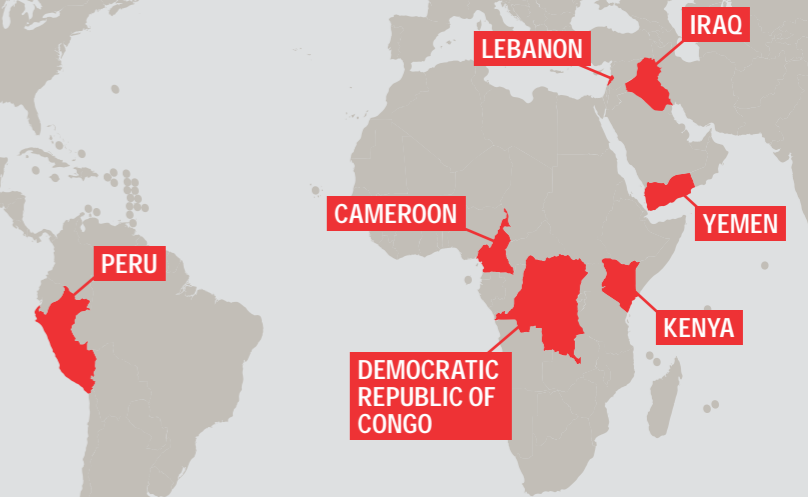 IRAQ
LEBANON
CAMEROON
YEMEN
PERU
KENYA
DEMOCRATIC
REPUBLIC OF
CONGO